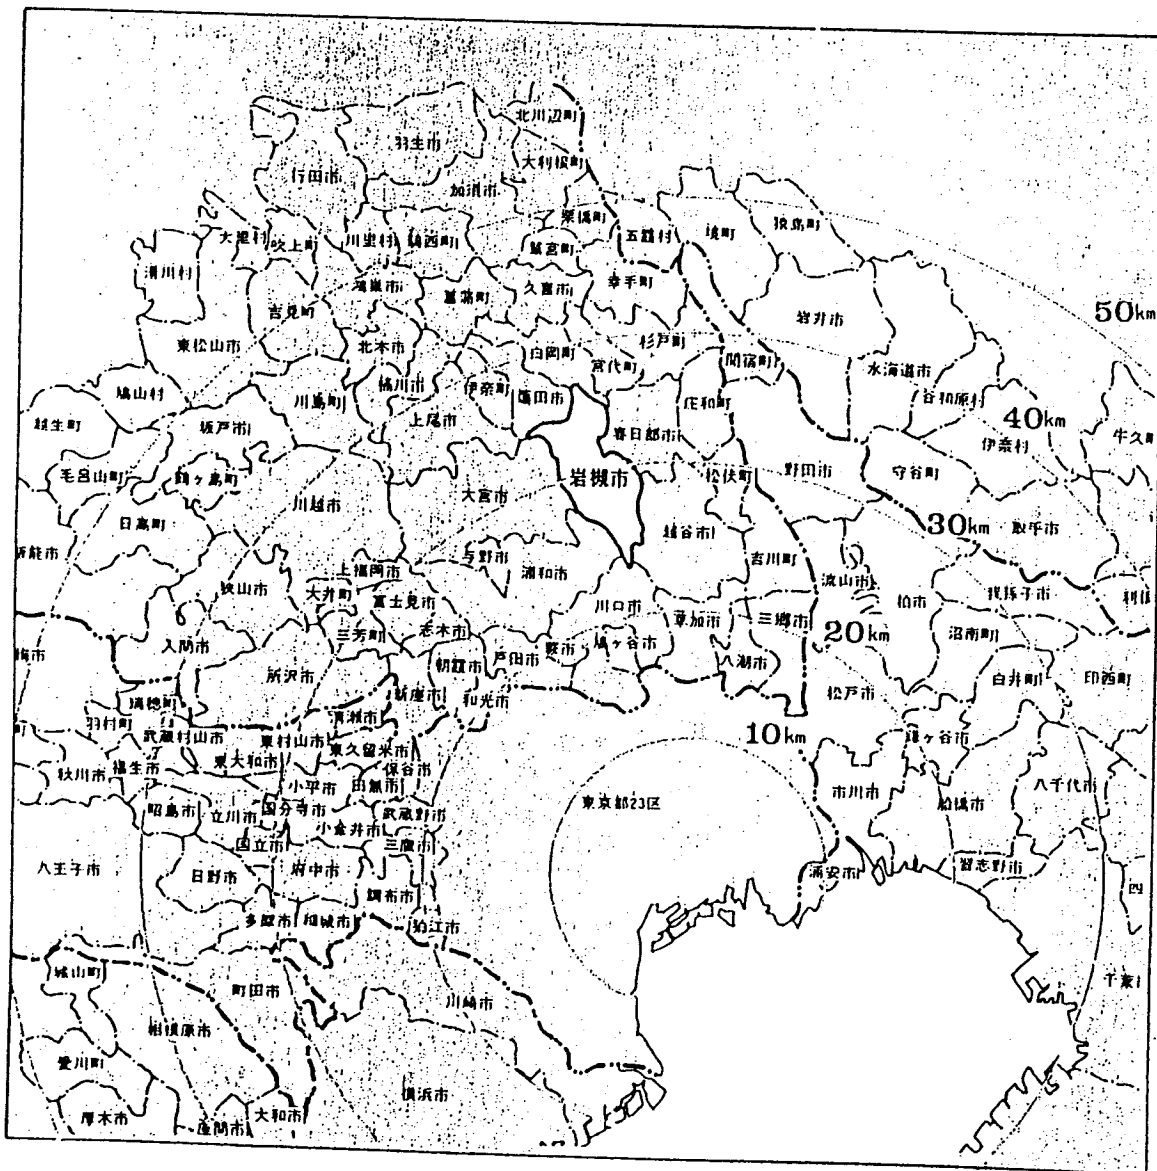 北川辺町
羽生市
大利根町
行田市
加須市
栗橋町
猿島町
境町
五霞村
大里村
吹上町
川里村
騎西町
鷲宮町
滑川村
鴻巣市
菖蒲町
久喜市
幸手町
吉見町
岩井市
50km
東松山市
北本市
白岡町
杉戸町
宮代町
関宿町
水海道市
鳩山村
川島町
桶川市
伊奈町
蓮田市
庄和町
谷和原村
越生町
坂戸市
上尾市
春日部市
40km
伊奈村
牛久
毛呂山町
鶴ヶ島町
川越市
大宮市
岩槻市
松伏町
野田市
守谷町
日高町
越谷市
30km
取手市
飯能市
与野市
浦和市
吉川町
流山市
柏市
我孫子市
狭山市
上福岡市
大井町
富士見市
川口市
草加市
三郷市
20km
沼南町
入間市
三芳町
志木市
戸田市
蕨市
鳩ヶ谷市
八潮市
所沢市
朝霞市
新座市
和光市
松戸市
白井町
印西町
瑞穂町
羽村町
武蔵村山市
清瀬市
東村山市
東久留米市
10km
鎌ヶ谷市
秋川市
福生市
東大和市
保谷市
小平市
田無市
市川市
船橋市
八千代市
東京都23区
昭島市
立川市
国分寺市
小金井市
武蔵野市
国立市
三鷹市
八王子市
日野市
府中市
調布市
浦安市
習志野市
四
多摩市
稲城市
狛江市
城山町
町田市
川崎市
千葉
相模原市
愛川町
横浜市
厚木市
座間市
大和市